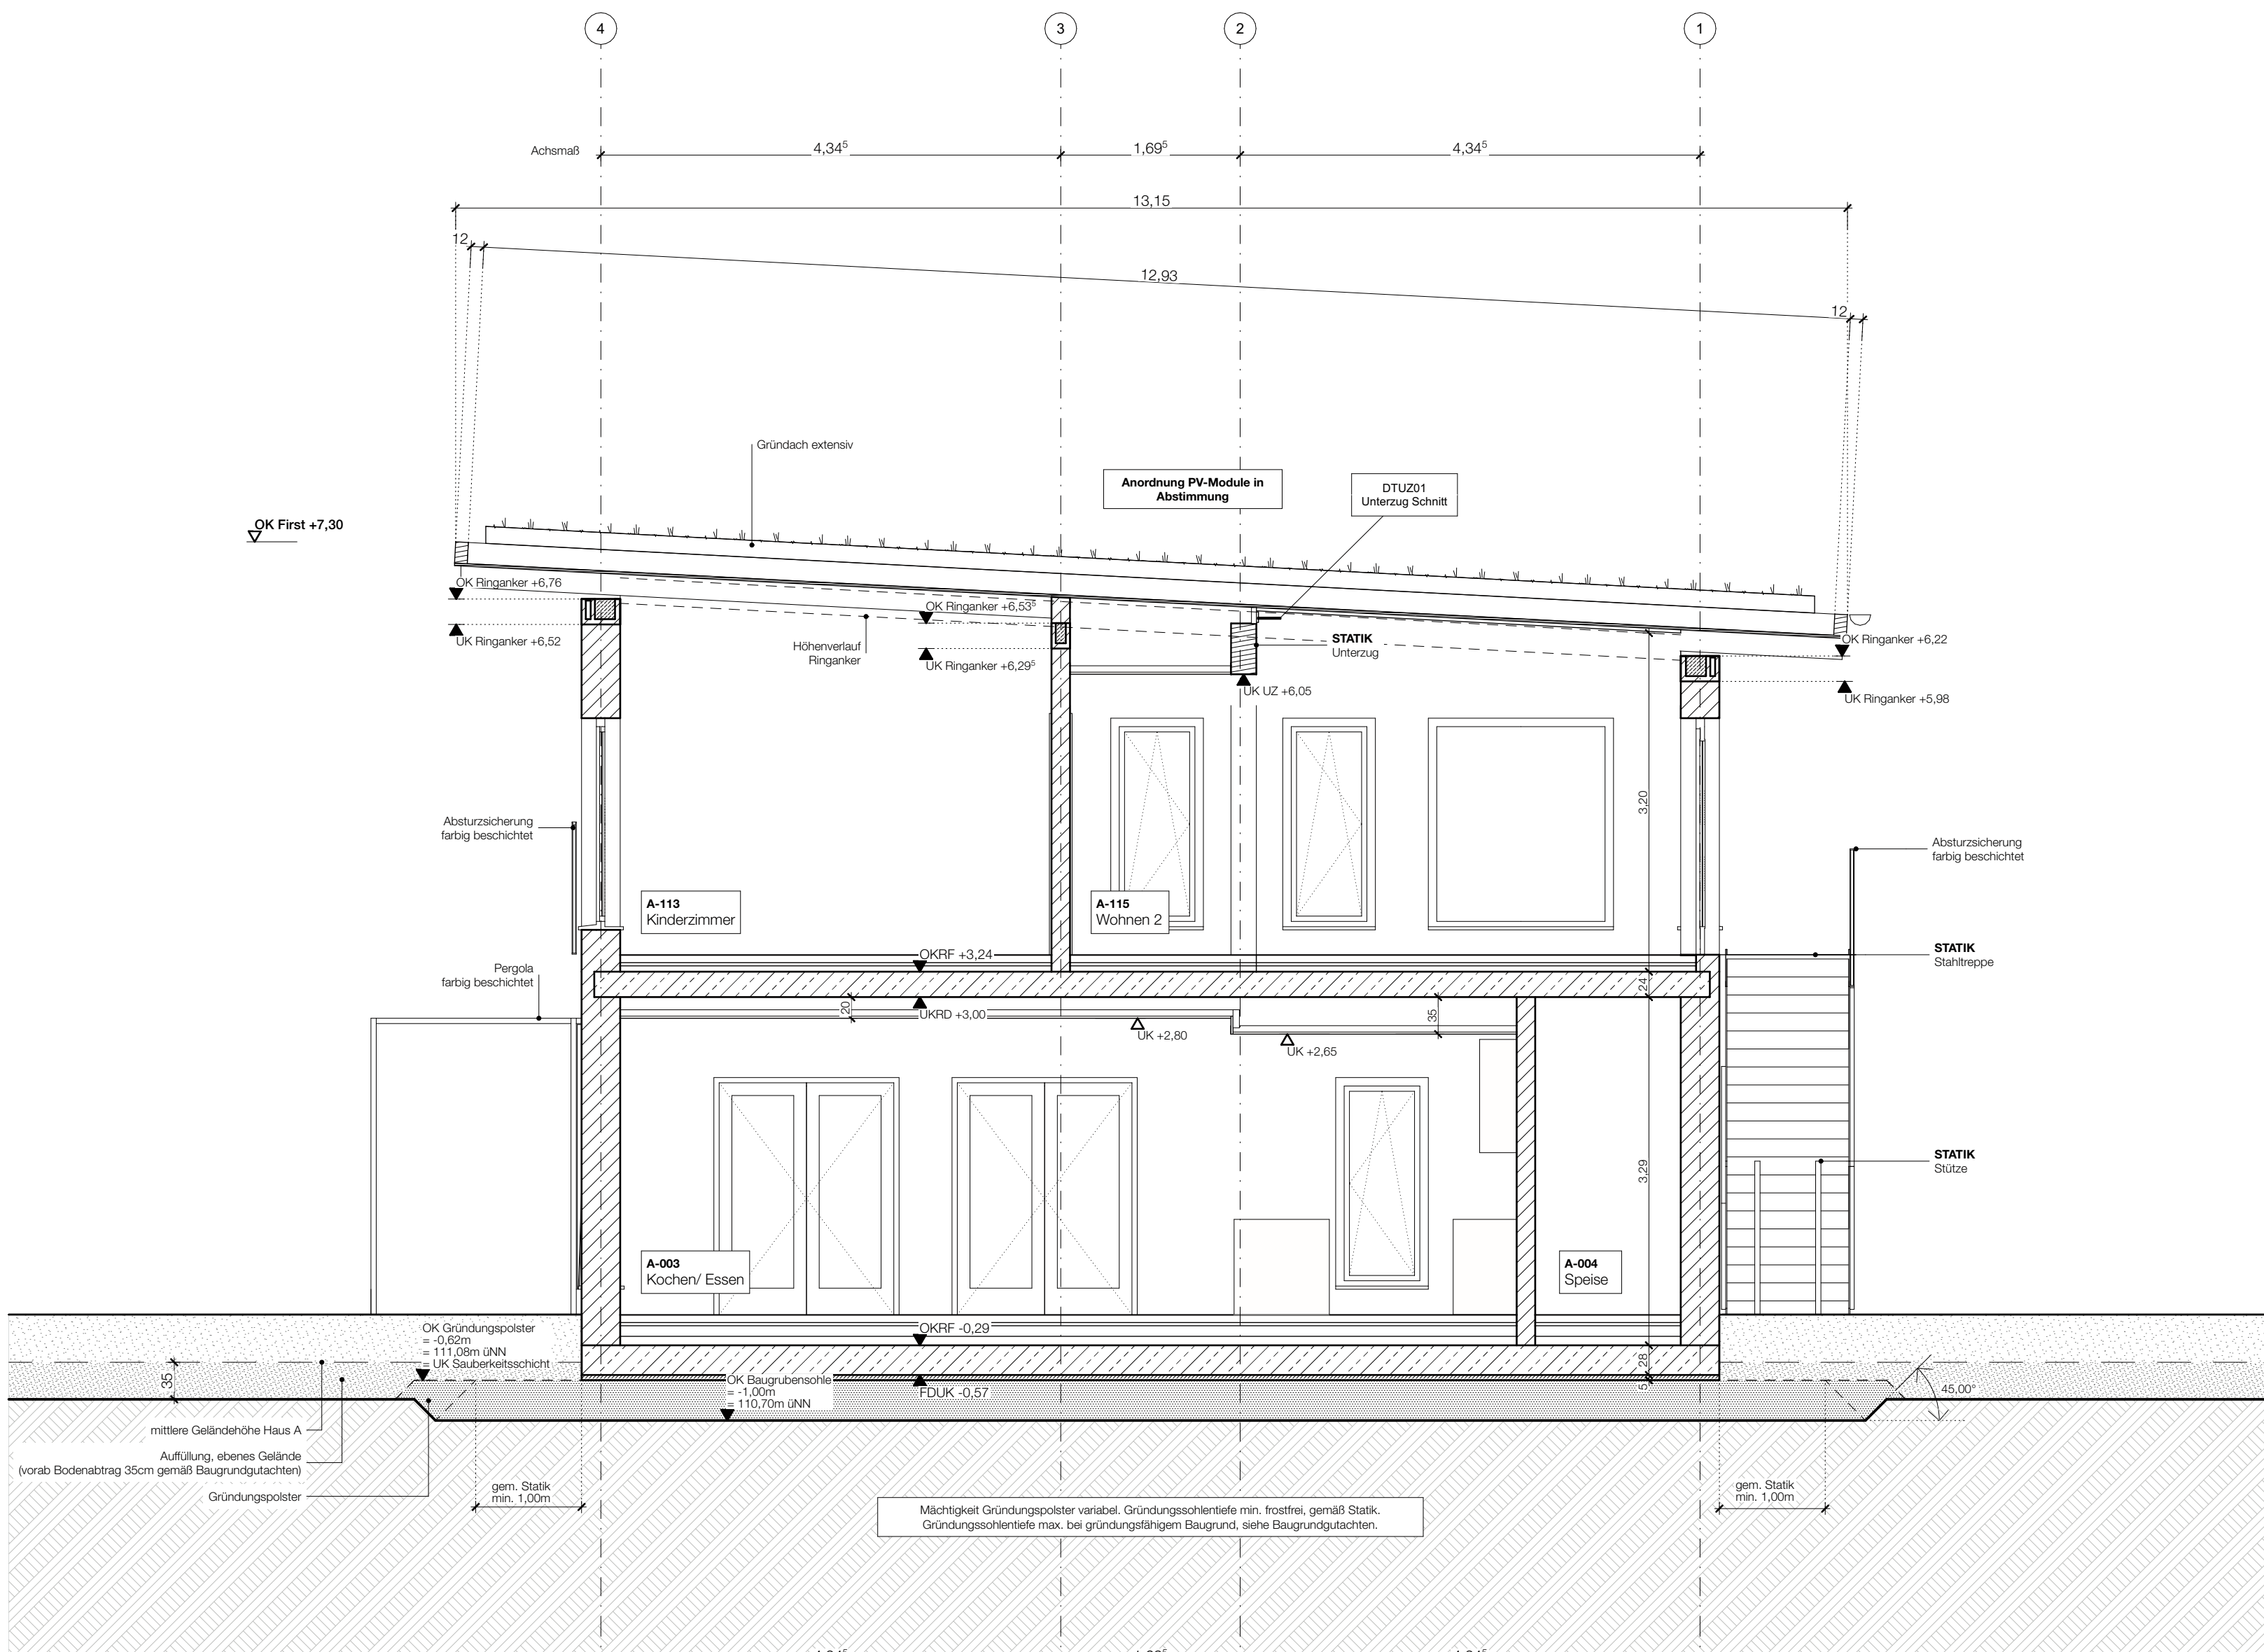 4
3
2
1
Achsmaß
4,34⁵
1,69⁵
4,34⁵
13,15
12
12,93
12
Gründach extensiv
Anordnung PV-Module in
Abstimmung
DTUZ01
Unterzug Schnitt
OK First +7,30
OK Ringanker +6,76
UK Ringanker +6,52
OK Ringanker +6,53⁵
UK Ringanker +6,29⁵
Höhenverlauf
Ringanker
STATIK
Unterzug
UK UZ +6,05
OK Ringanker +6,22
UK Ringanker +5,98
3,20
Absturzsicherung
farbig beschichtet
Absturzsicherung
farbig beschichtet
A-113
Kinderzimmer
A-115
Wohnen 2
OKRF +3,24
STATIK
Stahltreppe
Pergola
farbig beschichtet
24
20
UKRD +3,00
35
UK +2,80
UK +2,65
3,29
STATIK
Stütze
A-003
Kochen/ Essen
A-004
Speise
OKRF -0,29
OK Gründungspolster
= -0,62m
= 111,08m üNN
= UK Sauberkeitsschicht
35
28
5
OK Baugrubensohle
= -1,00m
= 110,70m üNN
FDUK -0,57
45,00°
mittlere Geländehöhe Haus A
Auffüllung, ebenes Gelände
(vorab Bodenabtrag 35cm gemäß Baugrundgutachten)
Gründungspolster
gem. Statik
min. 1,00m
gem. Statik
min. 1,00m
Mächtigkeit Gründungspolster variabel. Gründungssohlentiefe min. frostfrei, gemäß Statik.
Gründungssohlentiefe max. bei gründungsfähigem Baugrund, siehe Baugrundgutachten.